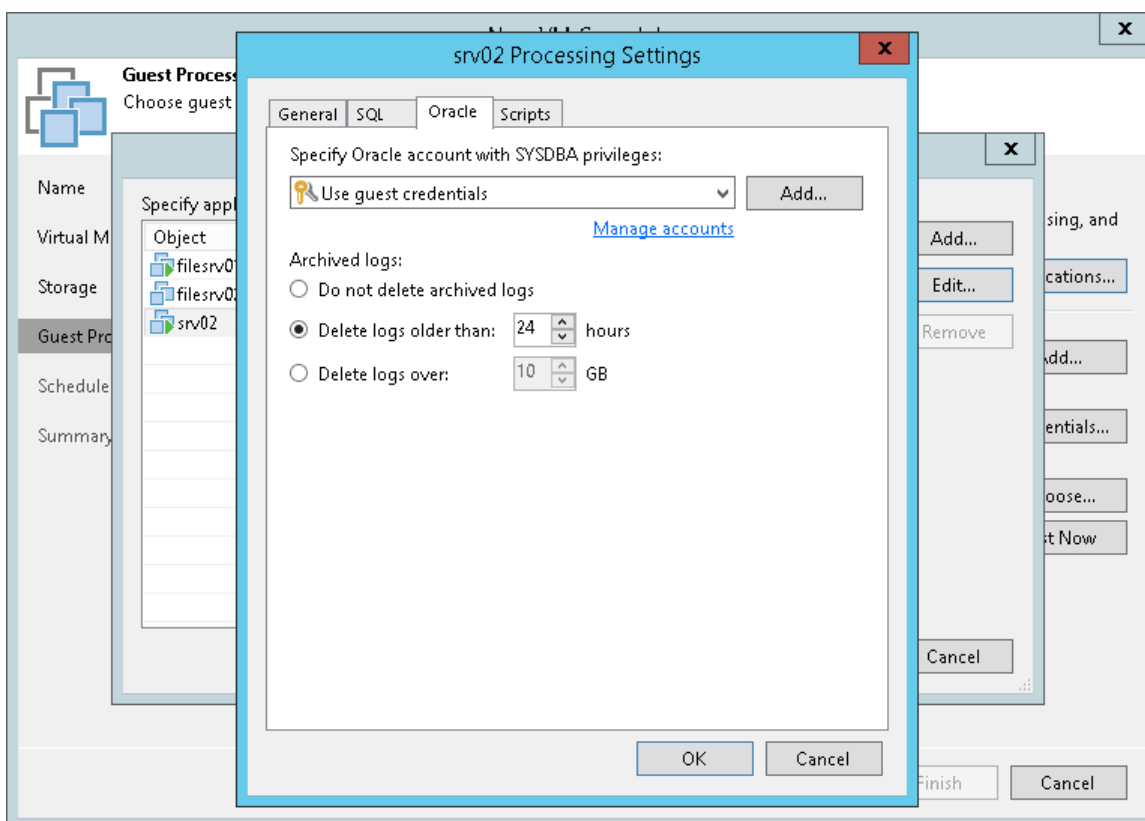 srv02 Processing Settings
x
x
Guest Process
Choose guest
General
SQL
Oracle
Scripts
Specify Oracle account with SYSDBA privileges:
Use guest credentials
Add...
Manage accounts
Archived logs:
Do not delete archived logs
Delete logs older than:
24
hours
Delete logs over:
10
GB
OK
Cancel
x
Name
Virtual M
Storage
Guest Pro
Schedule
Summary
Specify appl
Object
filesrv01
filesrv02
srv02
Add...
Edit...
Remove
Cancel
sing, and
cations...
Add...
entials...
oose...
st Now
Finish
Cancel